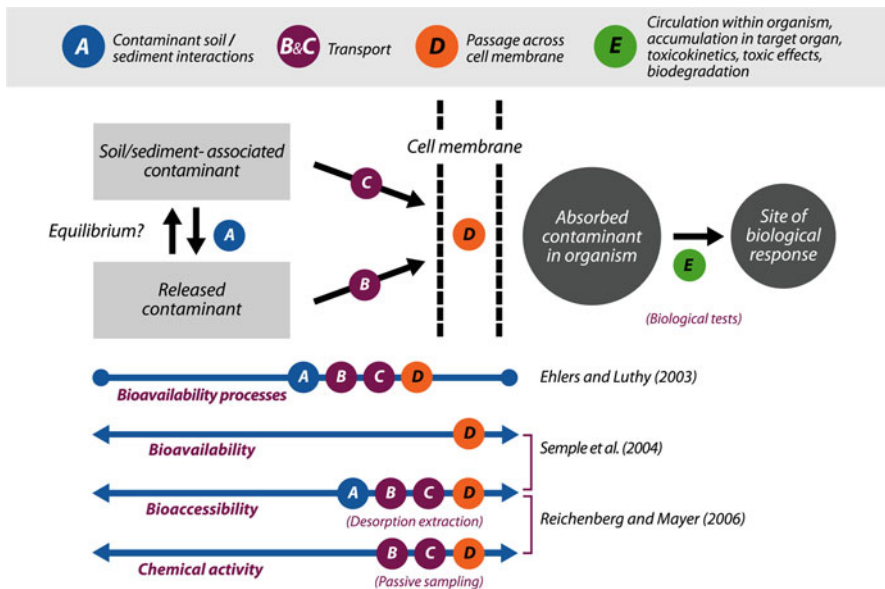 A
Contaminant soil /
sediment interactions
B&C
Transport
D
Passage across
cell membrane
E
Circulation within organism,
accumulation in target organ,
toxicokinetics, toxic effects,
biodegradation
Soil/sediment- associated
contaminant
Cell membrane
C
Equilibrium?
A
D
Absorbed
contaminant
in organism
Site of
biological
response
E
Released
contaminant
B
(Biological tests)
A B C D
Bioavailability processes
Ehlers and Luthy (2003)
D
Bioavailability
Semple et al. (2004)
A B C D
Bioaccessibility
(Desorption extraction)
Reichenberg and Mayer (2006)
B C D
Chemical activity
(Passive sampling)